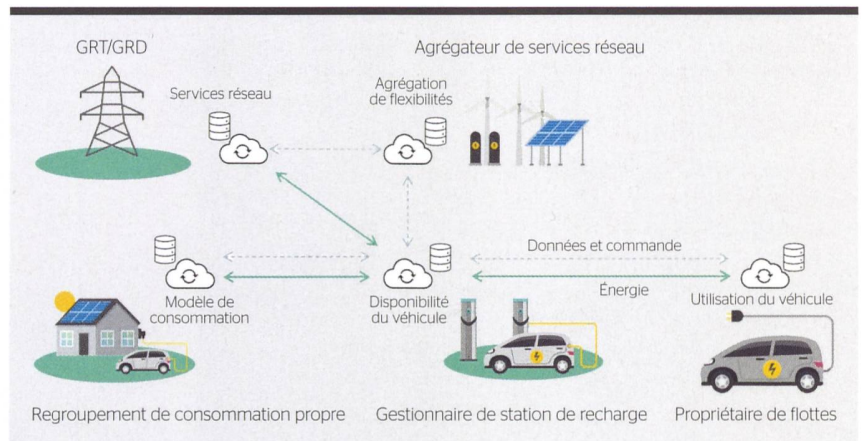 GRT/GRD
Agrégateur de services réseau
Services réseau
Agrégation
de flexibilités
Données et commande
Énergie
Modèle de
consommation
Disponibilité
du véhicule
Utilisation du véhicule
Regroupement de consommation propre
Gestionnaire de station de recharge
Propriétaire de flottes